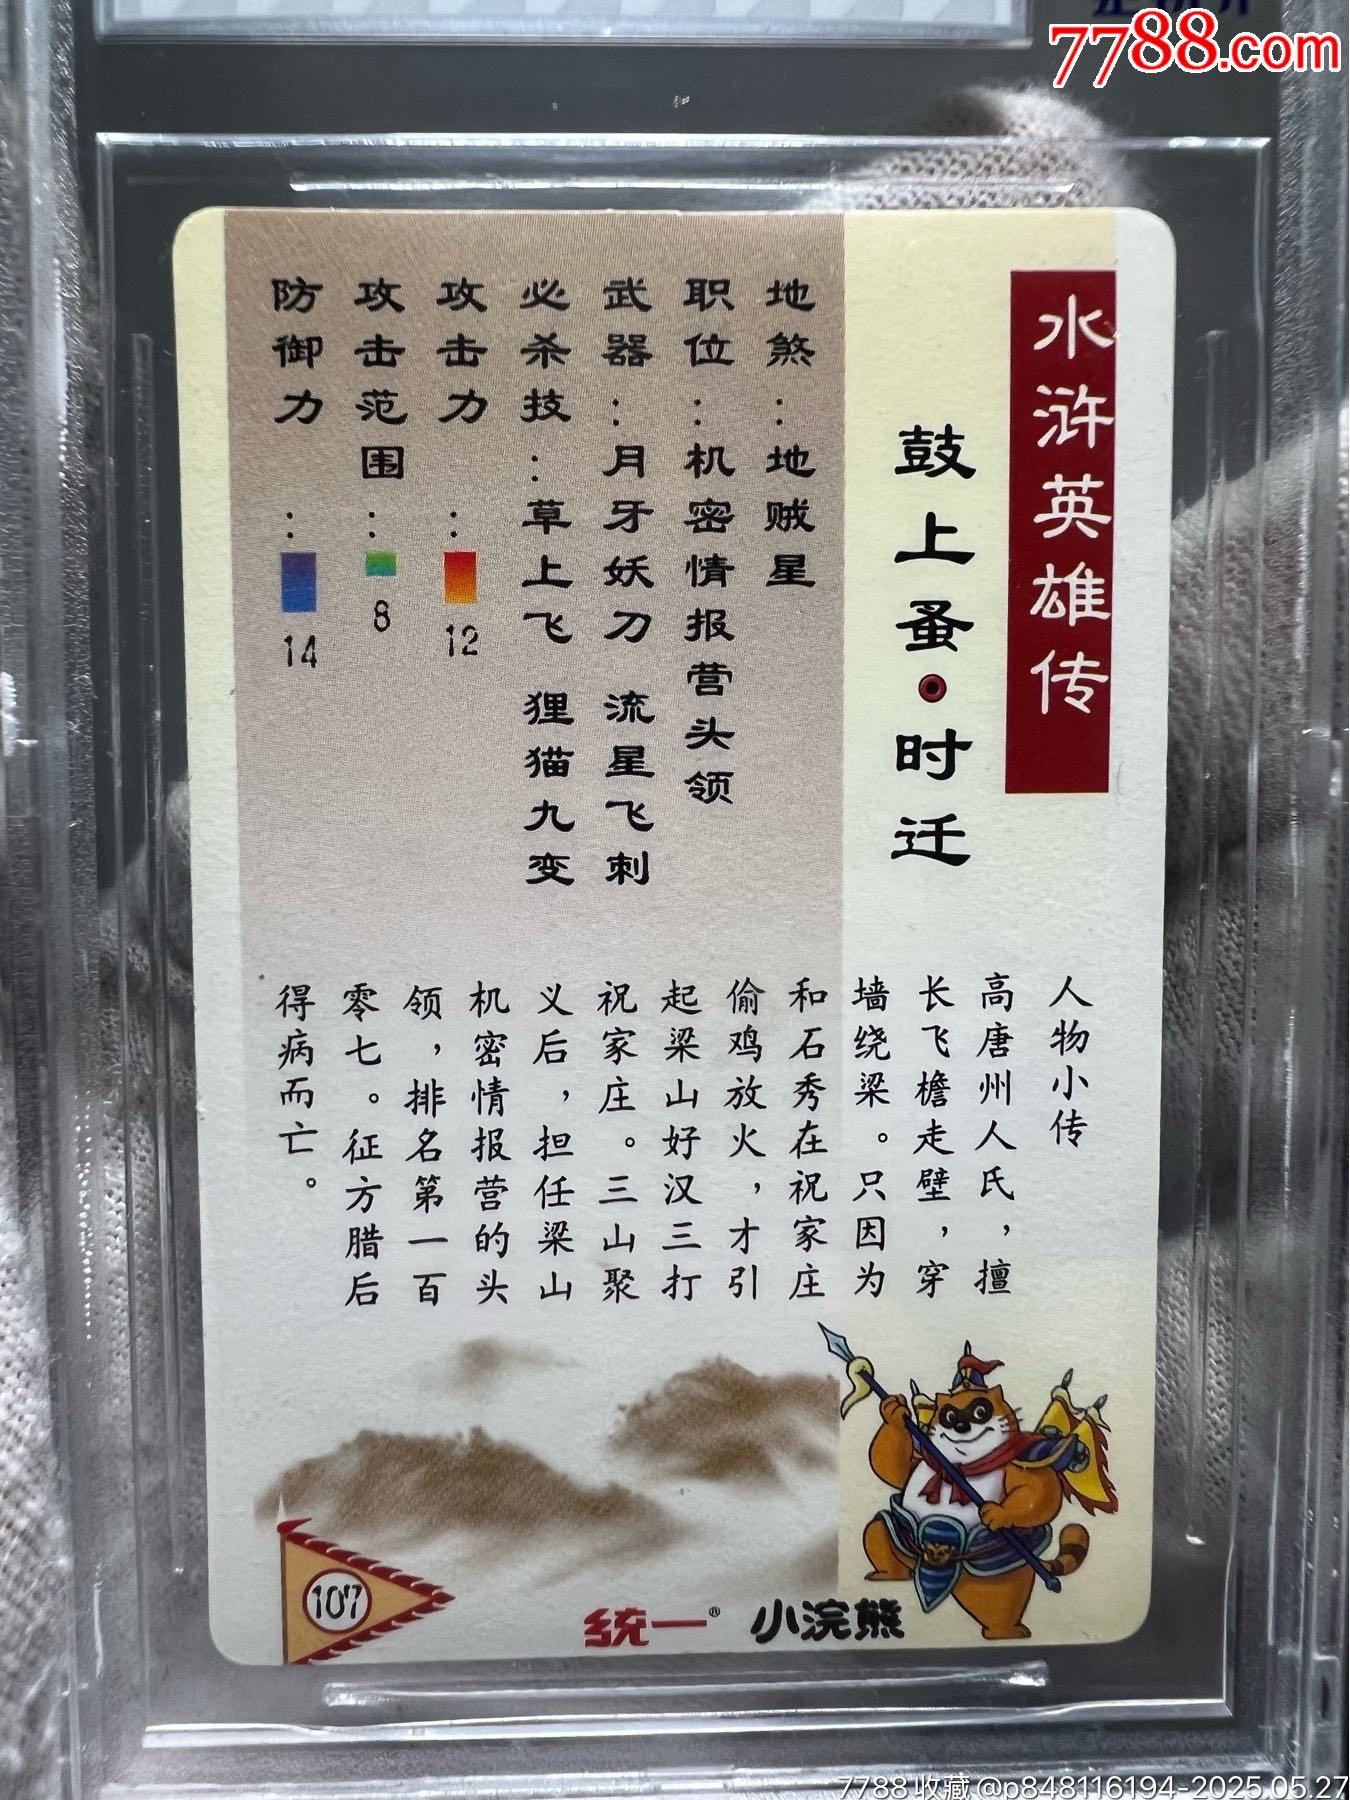 7788.com
水浒英雄传
鼓上蚤·时迁
地煞：地贼星
职位：机密情报营头领
武器：月牙妖刀 流星飞刺
必杀技：草上飞 狸猫九变
攻击力：12
攻击范围：8
防御力：14
人物小传
高唐州人氏，擅
长飞檐走壁，穿
墙绕梁。只因为
和石秀在祝家庄
偷鸡放火，才引
起梁山好汉三打
祝家庄。三山聚
义后，担任梁山
机密情报营的头
领，排名第一百
零七。征方腊后
得病而亡。
107
统一® 小浣熊
7788收藏@p848116194-2025.05.27